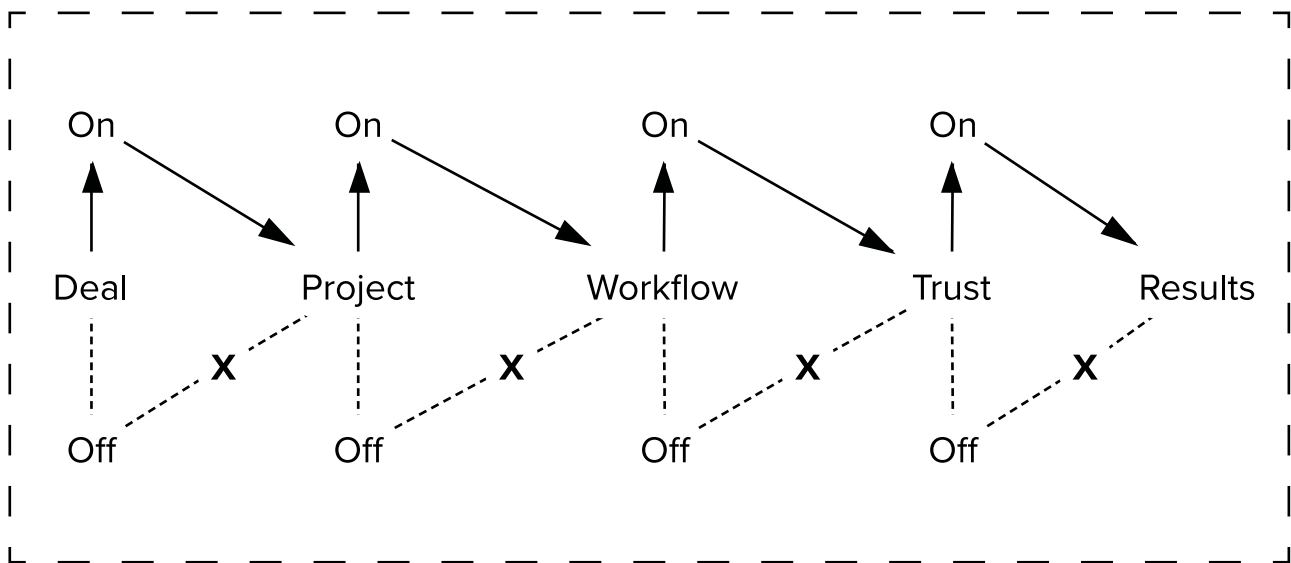 On On On On
Deal Project Workflow Trust Results
X X X X
Off Off Off Off